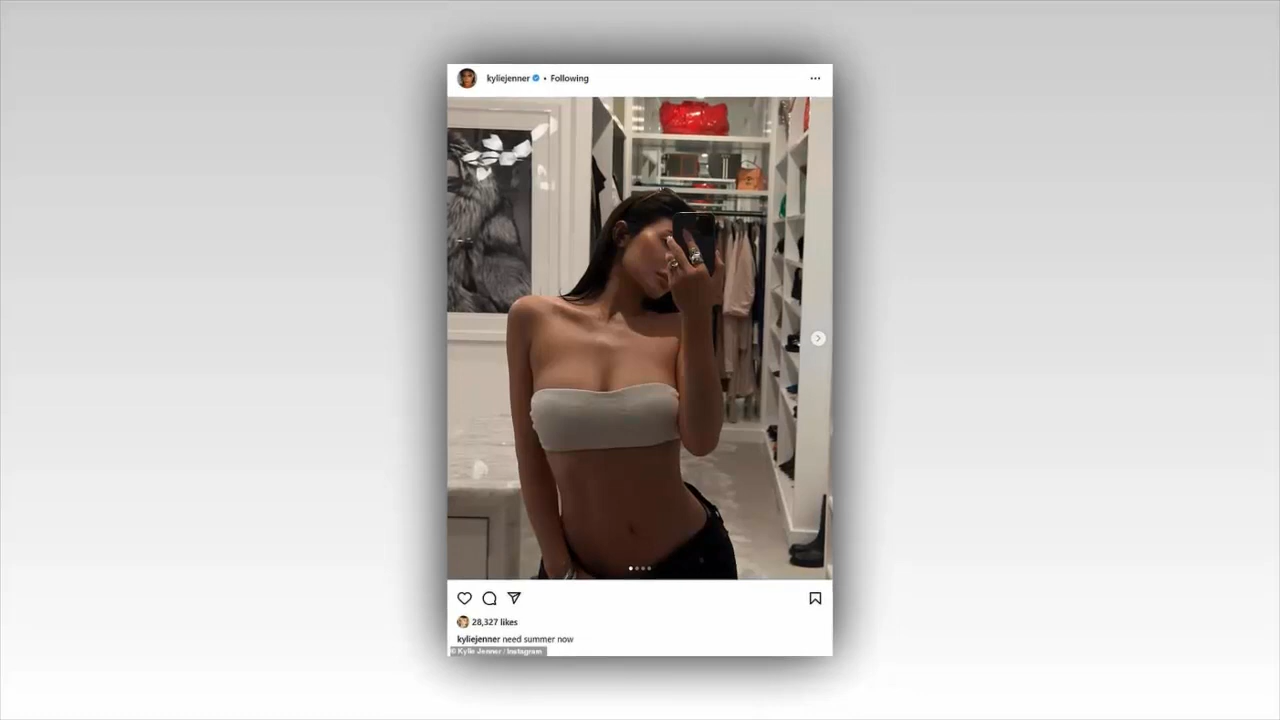 kyliejenner • Following
28,327 likes
kyliejenner need summer now
© Kylie Jenner / Instagram